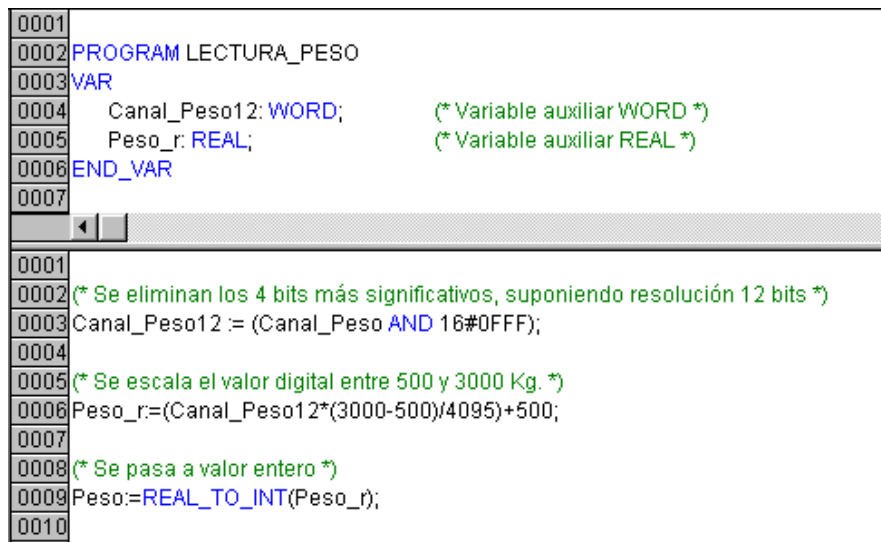 0001
0002 PROGRAM LECTURA_PESO
0003 VAR
0004 Canal_Peso12: WORD; (* Variable auxiliar WORD *)
0005 Peso_r: REAL; (* Variable auxiliar REAL *)
0006 END_VAR
0007
0001
0002 (* Se eliminan los 4 bits más significativos, suponiendo resolución 12 bits *)
0003 Canal_Peso12 := (Canal_Peso AND 16#0FFF);
0004
0005 (* Se escala el valor digital entre 500 y 3000 Kg. *)
0006 Peso_r:=(Canal_Peso12*(3000-500)/4095)+500;
0007
0008 (* Se pasa a valor entero *)
0009 Peso:=REAL_TO_INT(Peso_r);
0010